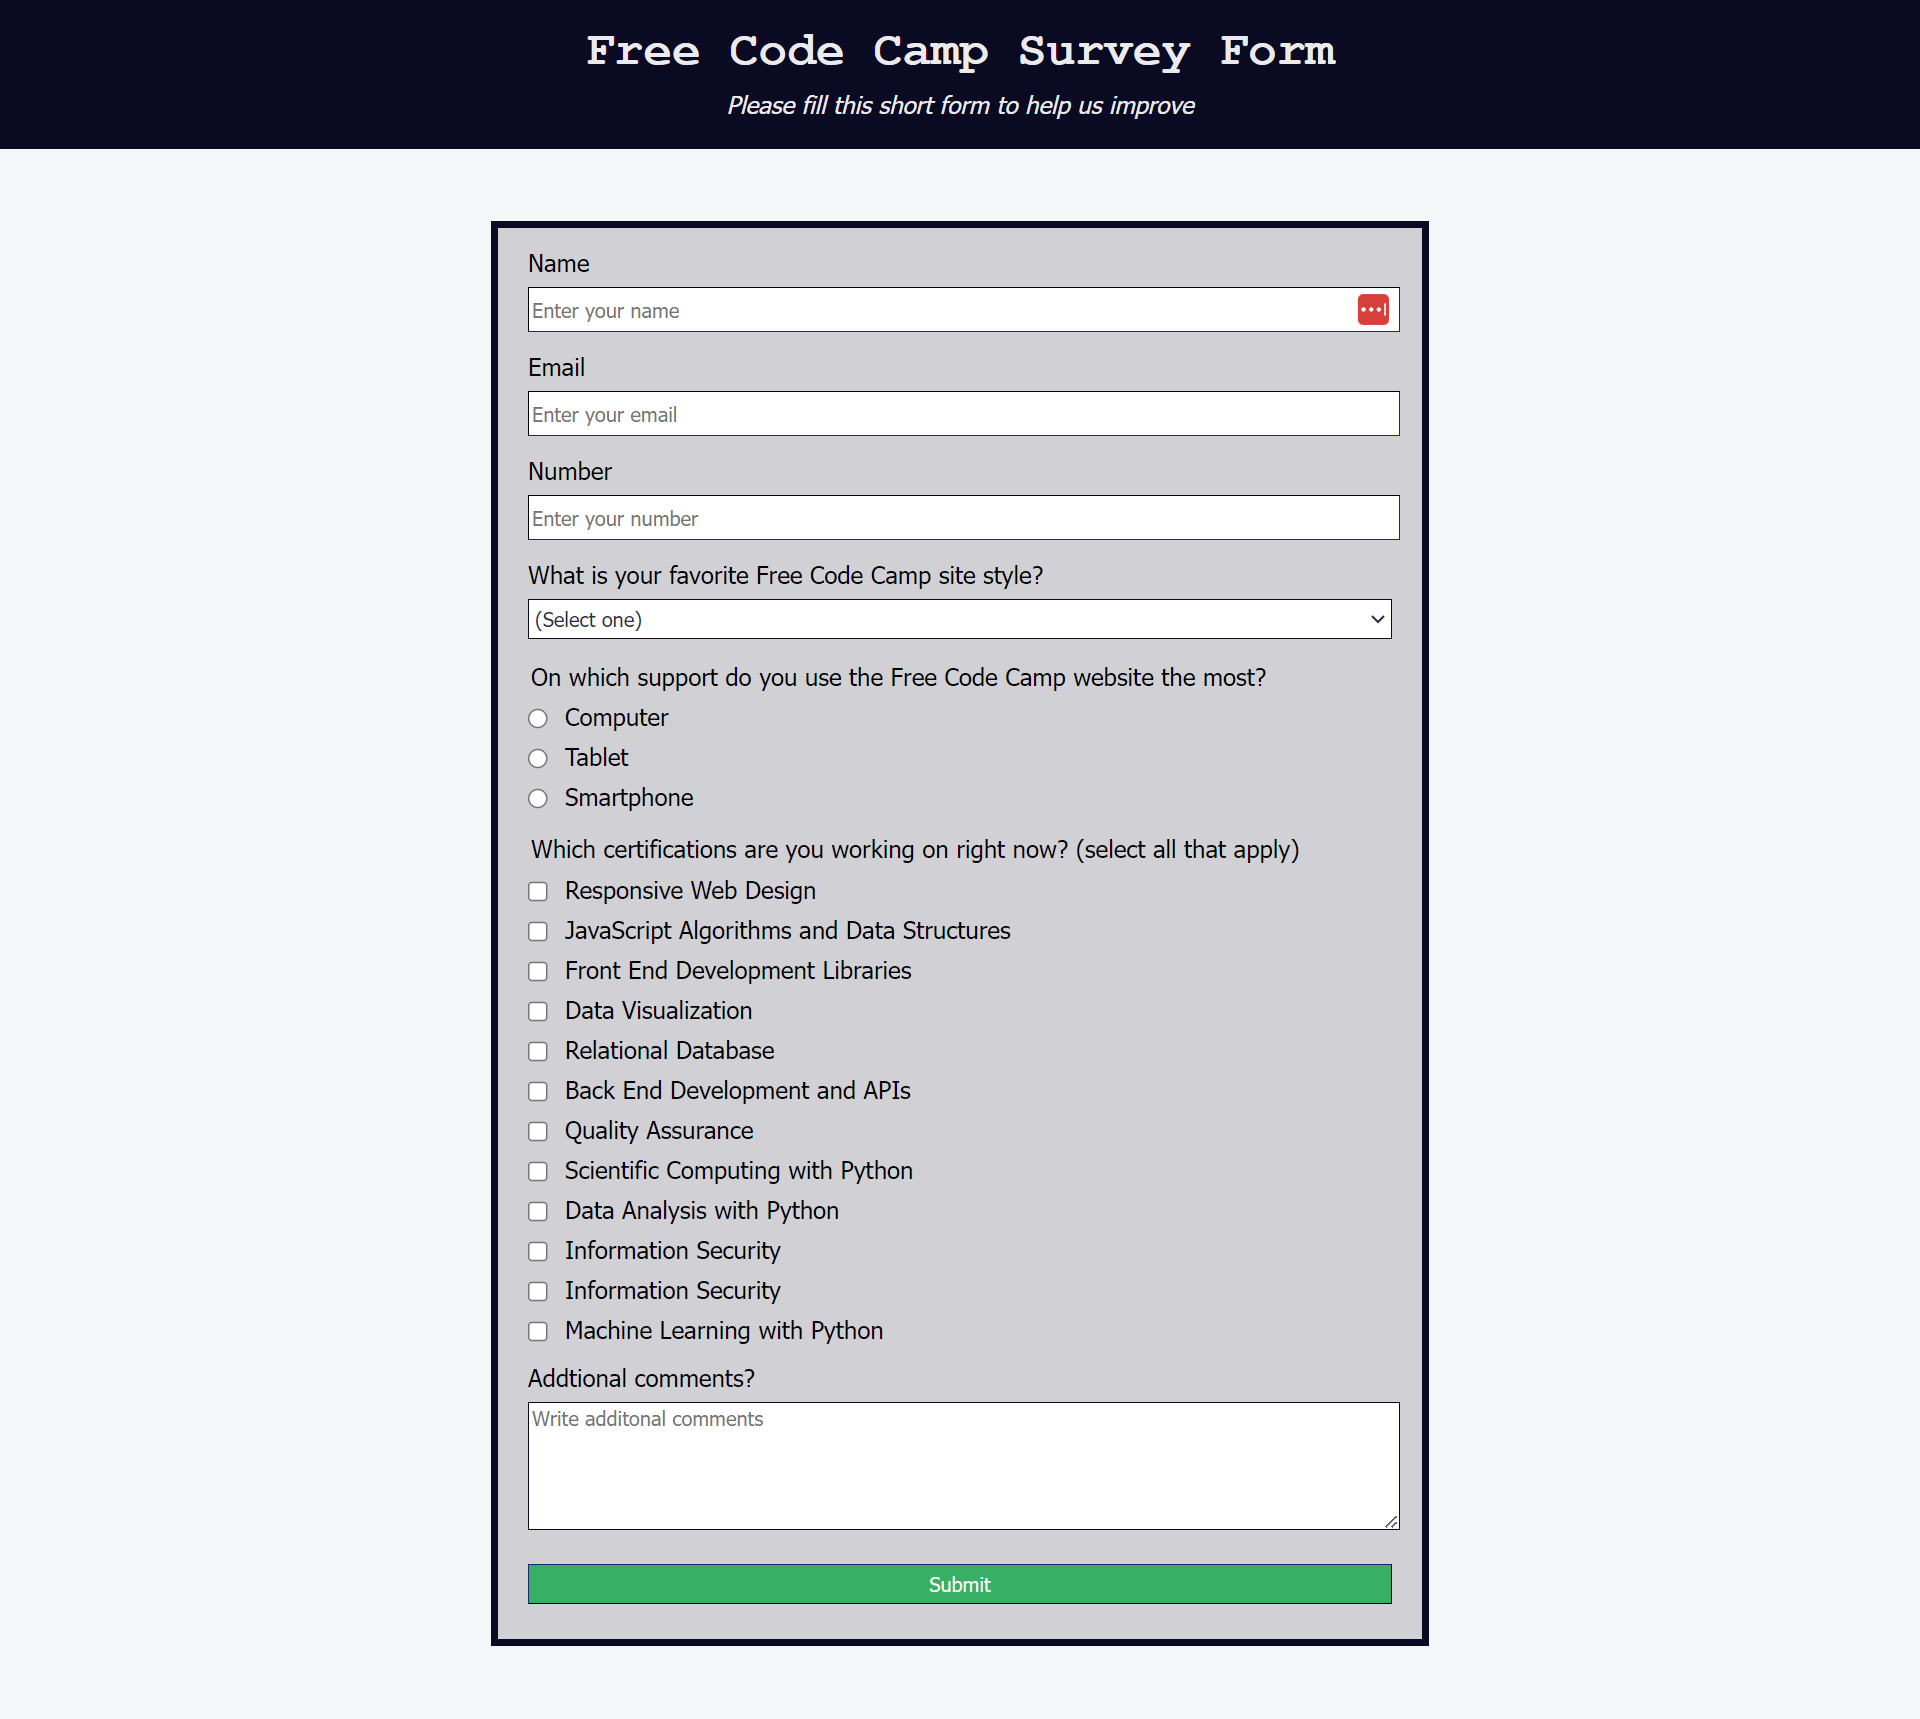 Free Code Camp Survey Form
Please fill this short form to help us improve
Name
Enter your name
Email
Enter your email
Number
Enter your number
What is your favorite Free Code Camp site style?
(Select one)
On which support do you use the Free Code Camp website the most?
Computer
Tablet
Smartphone
Which certifications are you working on right now? (select all that apply)
Responsive Web Design
JavaScript Algorithms and Data Structures
Front End Development Libraries
Data Visualization
Relational Database
Back End Development and APIs
Quality Assurance
Scientific Computing with Python
Data Analysis with Python
Information Security
Information Security
Machine Learning with Python
Addtional comments?
Write additonal comments
Submit